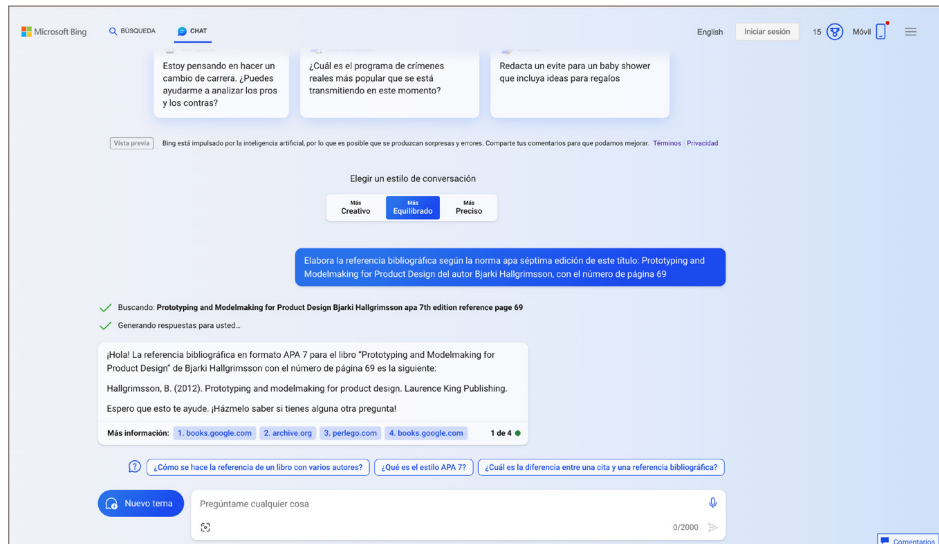 Microsoft Bing BÚSQUEDA CHAT English Iniciar sesión 15 Móvil
Estoy pensando en hacer un
cambio de carrera. ¿Puedes
ayudarme a analizar los pros
y los contras?
¿Cuál es el programa de crímenes
reales más popular que se está
transmitiendo en este momento?
Redacta un evite para un baby shower
que incluya ideas para regalos
Vista previa Bing está impulsado por la inteligencia artificial, por lo que es posible que se produzcan sorpresas y errores. Comparte tus comentarios para que podamos mejorar. Términos Privacidad
Elegir un estilo de conversación
Más
Creativo
Más
Equilibrado
Más
Preciso
Elabora la referencia bibliográfica según la norma apa séptima edición de este título: Prototyping and
Modelmaking for Product Design del autor Bjarki Hallgrimsson, con el número de página 69
Buscando: Prototyping and Modelmaking for Product Design Bjarki Hallgrimsson apa 7th edition reference page 69
Generando respuestas para usted…
¡Hola! La referencia bibliográfica en formato APA 7 para el libro "Prototyping and Modelmaking for
Product Design" de Bjarki Hallgrimsson con el número de página 69 es la siguiente:
Hallgrimsson, B. (2012). Prototyping and modelmaking for product design. Laurence King Publishing.
Espero que esto te ayude. ¡Házmelo saber si tienes alguna otra pregunta!
Más información: 1. books.google.com 2. archive.org 3. perlego.com 4. books.google.com 1 de 4
¿Cómo se hace la referencia de un libro con varios autores? ¿Qué es el estilo APA 7? ¿Cuál es la diferencia entre una cita y una referencia bibliográfica?
Nuevo tema
Pregúntame cualquier cosa
0/2000
Comentarios